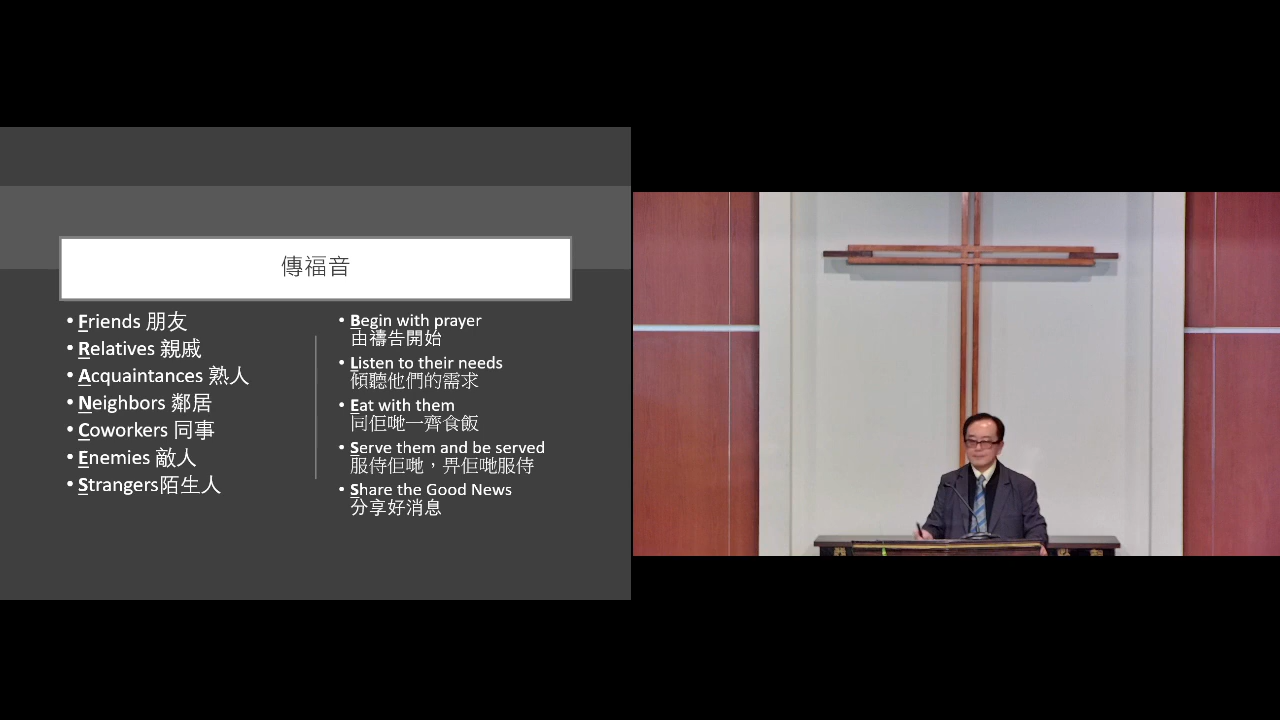 傳福音
• Friends 朋友
• Relatives 親戚
• Acquaintances 熟人
• Neighbors 鄰居
• Coworkers 同事
• Enemies 敵人
• Strangers陌生人
• Begin with prayer
由禱告開始
• Listen to their needs
傾聽他們的需求
• Eat with them
同佢哋一齊食飯
• Serve them and be served
服侍佢哋，畀佢哋服侍
• Share the Good News
分享好消息